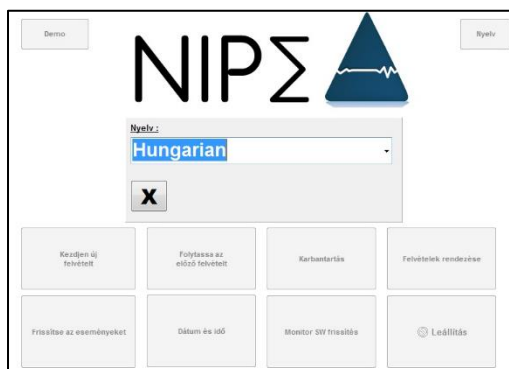 Demo
Nyelv
NIPΣ
Nyelv :
Hungarian
X
Kezdjen új
felvételt
Folytassa az
előző felvételt
Karbantartás
Felvételek rendezése
Frissítse az eseményeket
Dátum és idő
Monitor SW frissítés
Leállítás